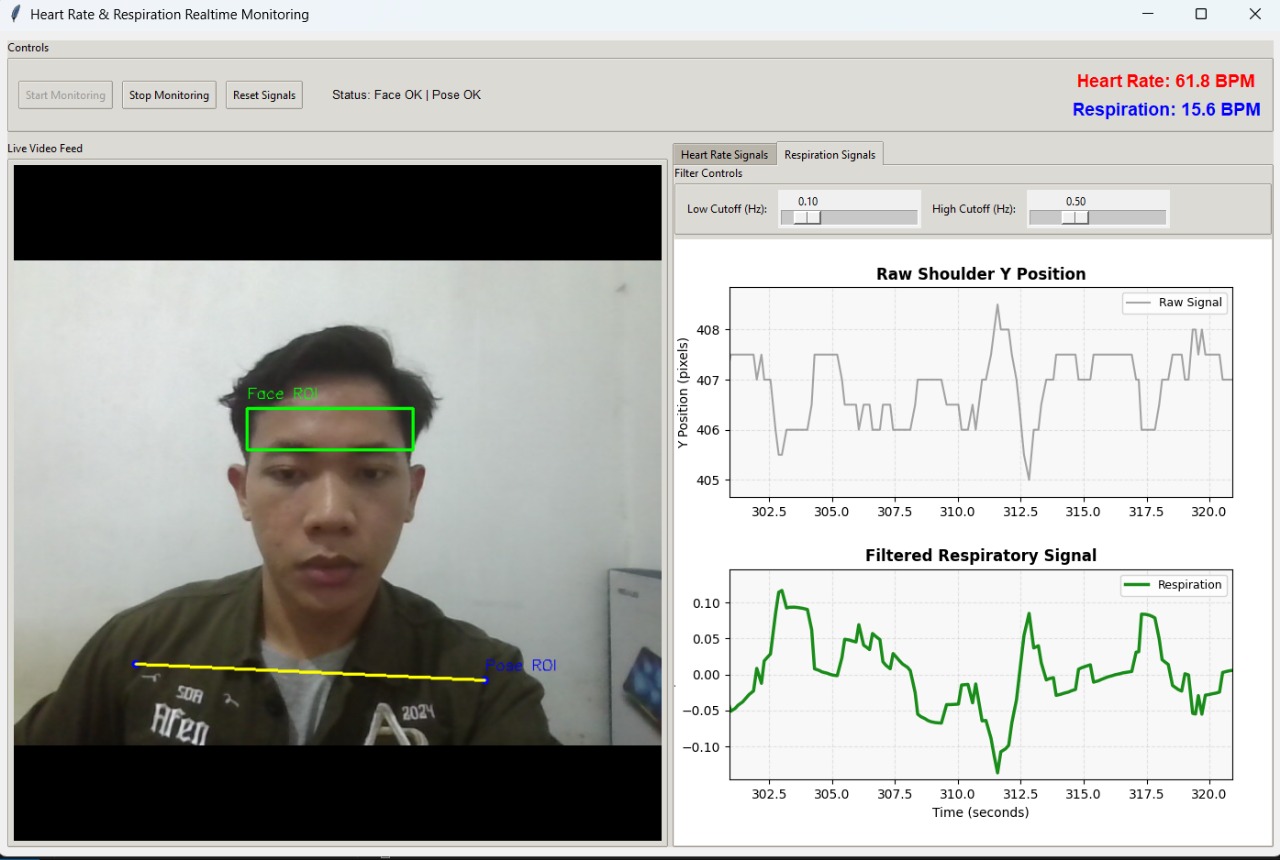 Heart Rate & Respiration Realtime Monitoring
Controls
Start Monitoring
Stop Monitoring
Reset Signals
Status: Face OK | Pose OK
Heart Rate: 61.8 BPM
Respiration: 15.6 BPM
Live Video Feed
Face ROI
Pose ROI
SDA
Afen
2024
Heart Rate Signals
Respiration Signals
Filter Controls
Low Cutoff (Hz):
0.10
High Cutoff (Hz):
0.50
Raw Shoulder Y Position
Raw Signal
Y Position (pixels)
408
407
406
405
302.5 305.0 307.5 310.0 312.5 315.0 317.5 320.0
Filtered Respiratory Signal
Respiration
0.10
0.05
0.00
−0.05
−0.10
302.5 305.0 307.5 310.0 312.5 315.0 317.5 320.0
Time (seconds)